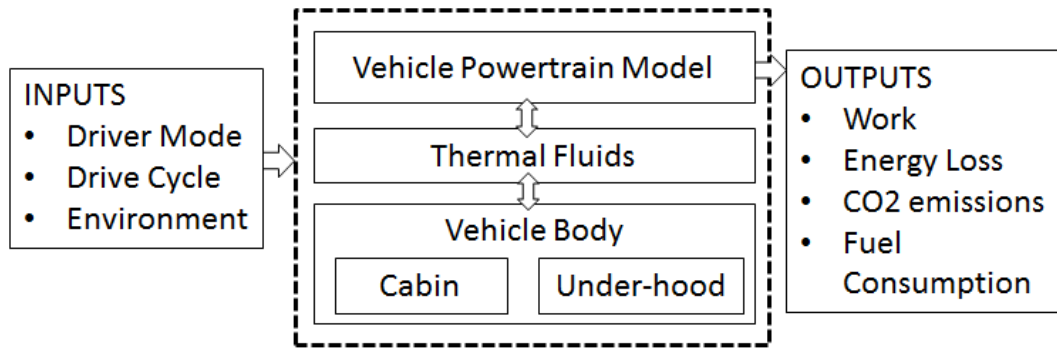 INPUTS
• Driver Mode
• Drive Cycle
• Environment
Vehicle Powertrain Model
Thermal Fluids
Vehicle Body
Cabin
Under-hood
OUTPUTS
• Work
• Energy Loss
• CO2 emissions
• Fuel
Consumption